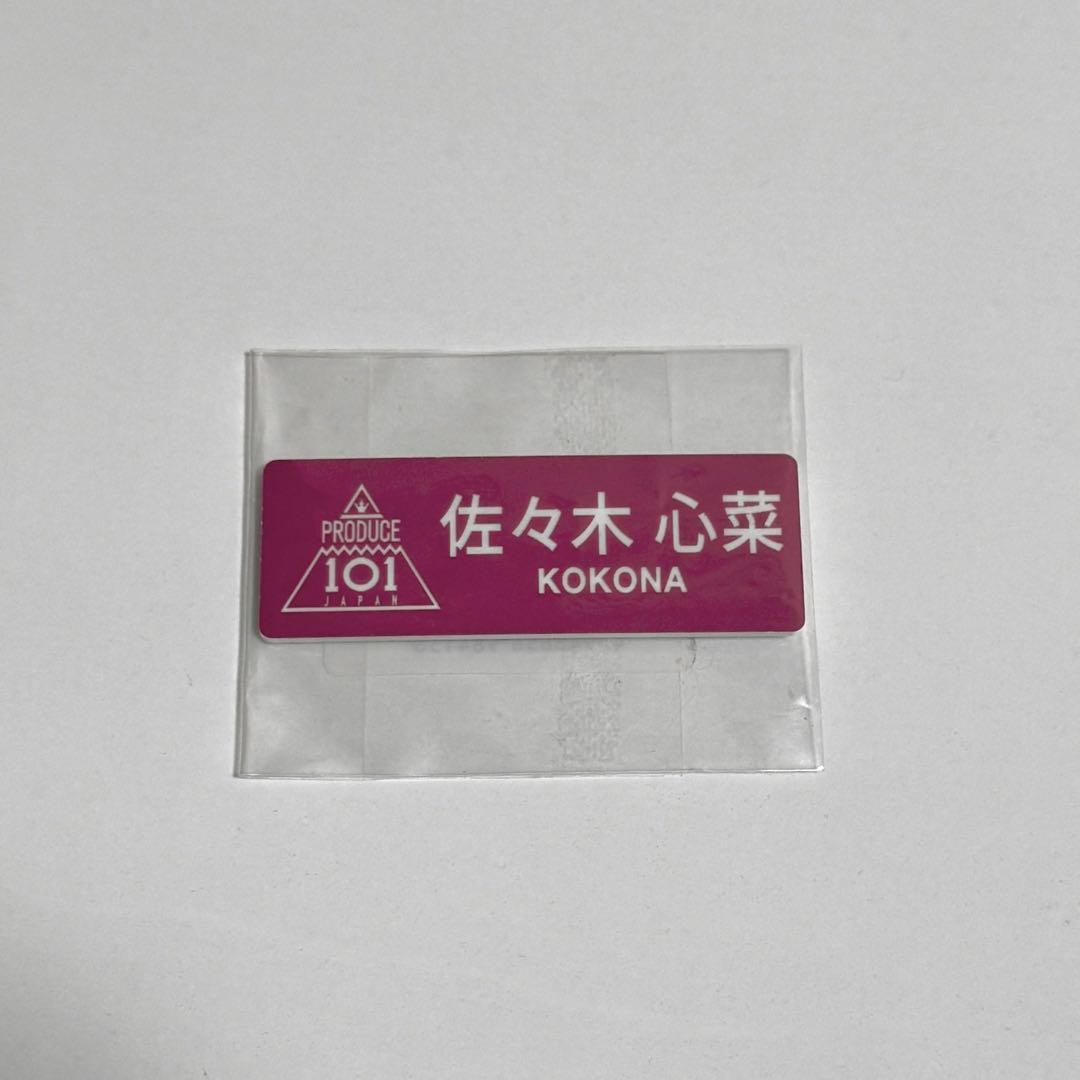 PRODUCE
101
JAPAN
佐々木 心菜
KOKONA